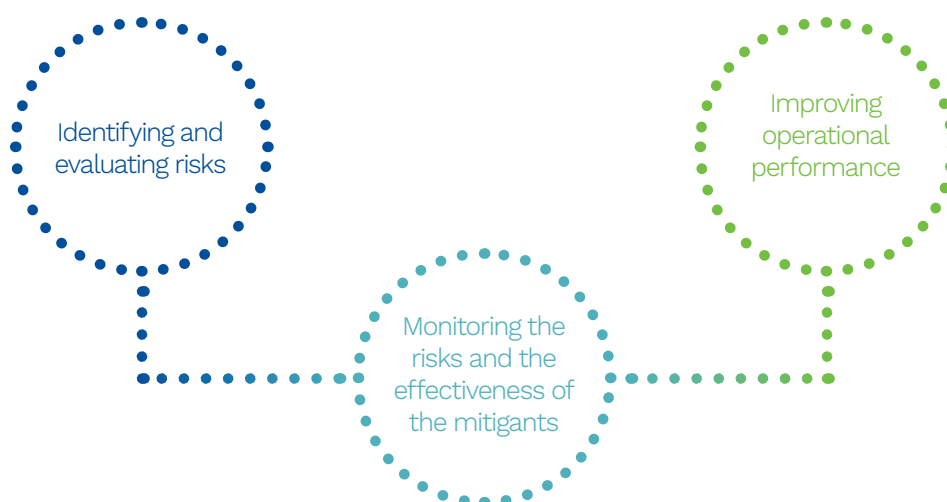 Identifying and
evaluating risks
Monitoring the
risks and the
effectiveness of
the mitigants
Improving
operational
performance